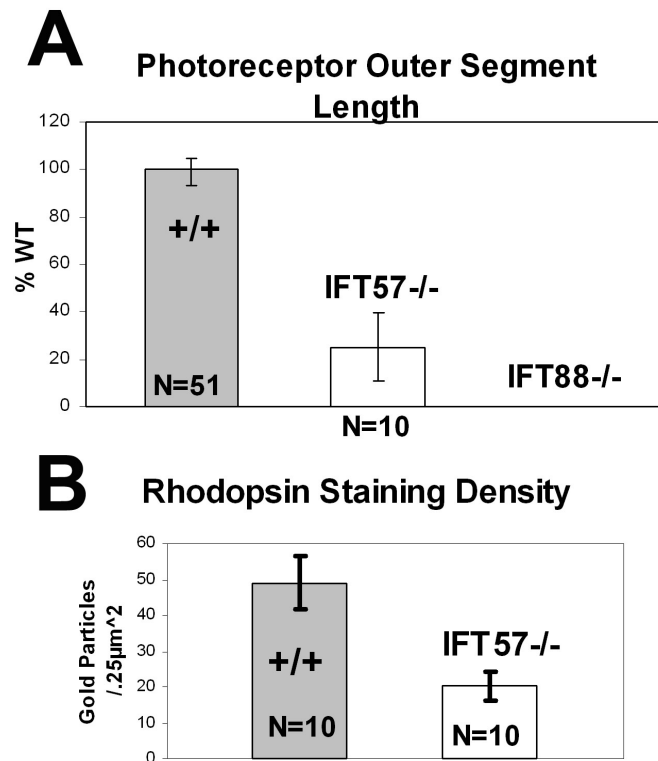 A
Photoreceptor Outer Segment
Length
120
100
80
60
40
20
0
% WT
+/+
N=51
IFT57-/-
N=10
IFT88-/-
B
Rhodopsin Staining Density
60
50
40
30
20
10
0
Gold Particles
/.25µm^2
+/+
N=10
IFT57-/-
N=10